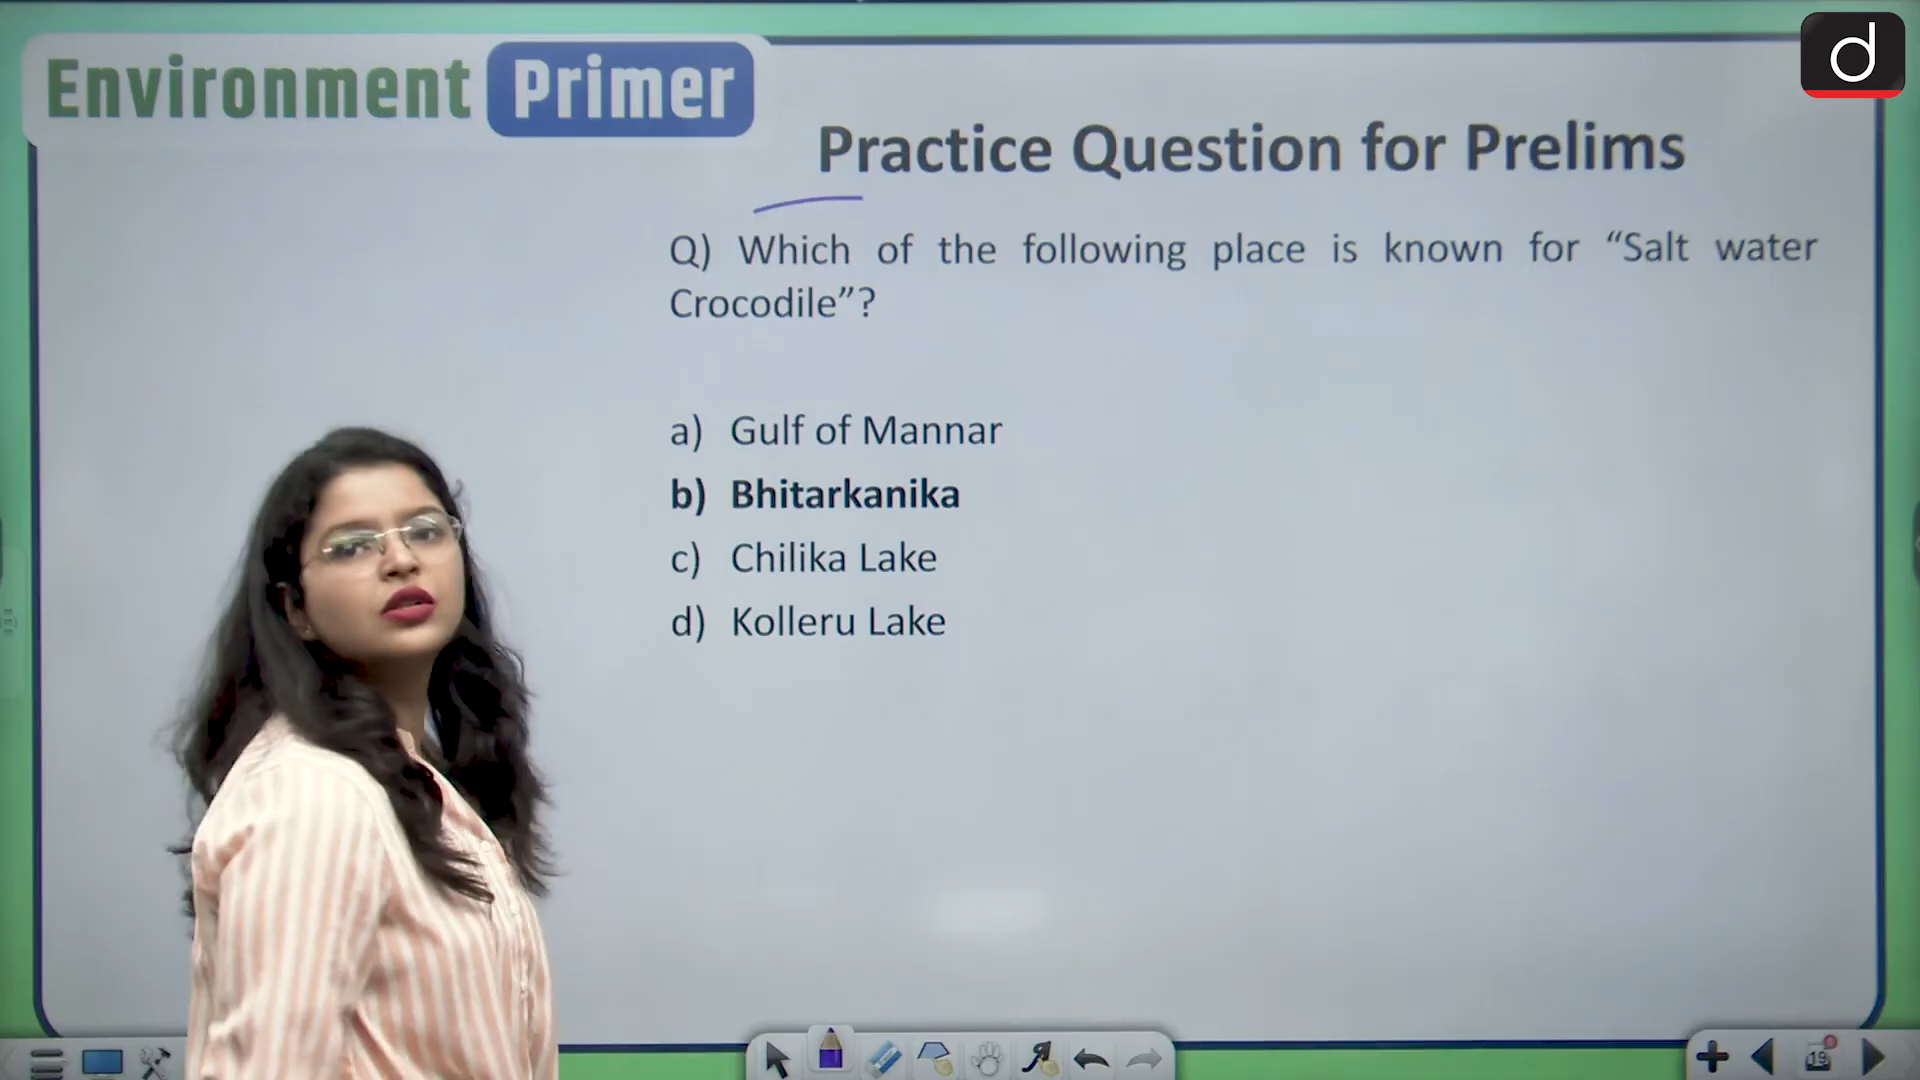 Environment Primer
d
Practice Question for Prelims
Q) Which of the following place is known for “Salt water
Crocodile”?
a) Gulf of Mannar
b) Bhitarkanika
c) Chilika Lake
d) Kolleru Lake
19